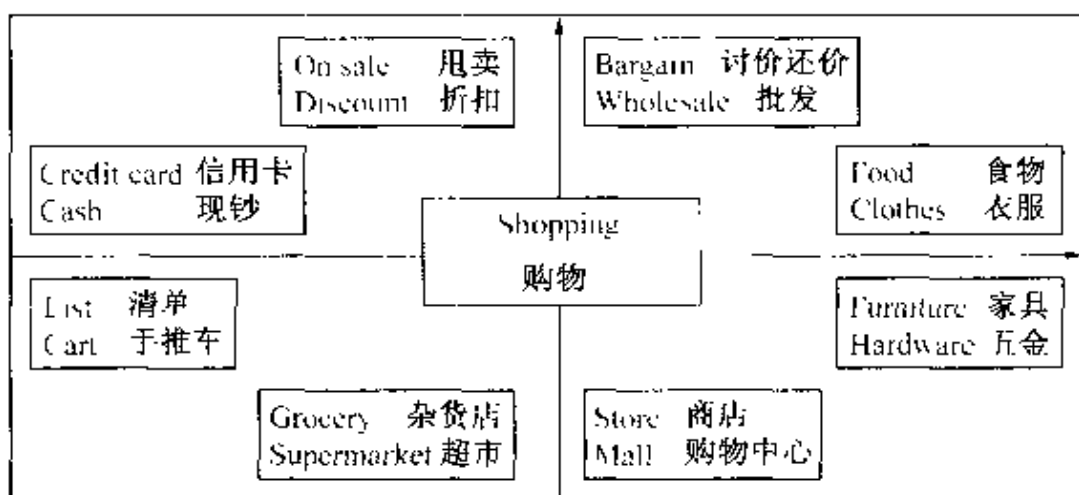 On sale 甩卖
Discount 折扣
Bargain 讨价还价
Wholesale 批发
Credit card 信用卡
Cash 现钞
Food 食物
Clothes 衣服
Shopping
购物
List 清单
Cart 手推车
Furniture 家具
Hardware 五金
Grocery 杂货店
Supermarket 超市
Store 商店
Mall 购物中心